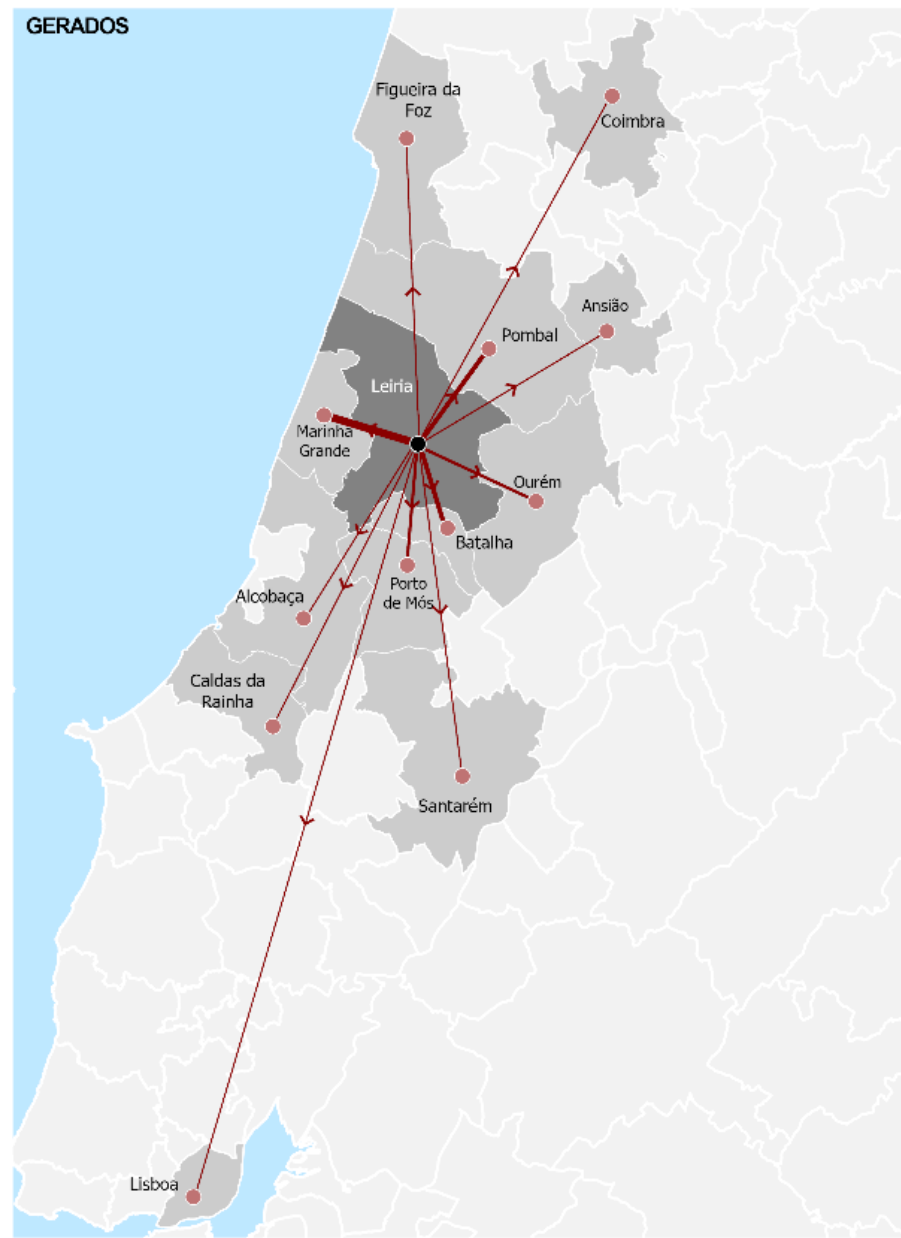 GERADOS
Figueira da
Foz
Coimbra
Ansião
Pombal
Leiria
Marinha
Grande
Ourém
Batalha
Porto
de Mós
Alcobaça
Caldas da
Rainha
Santarém
Lisboa